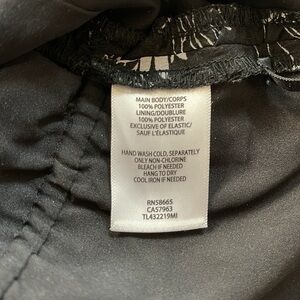 MAIN BODY/CORPS
100% POLYESTER
LINING/DOUBLURE
100% POLYESTER
EXCLUSIVE OF ELASTIC/
SAUF L'ÉLASTIQUE
HAND WASH COLD, SEPARATELY
ONLY NON-CHLORINE
BLEACH IF NEEDED
HANG TO DRY
COOL IRON IF NEEDED
RN58665
CA57963
TL432219MI